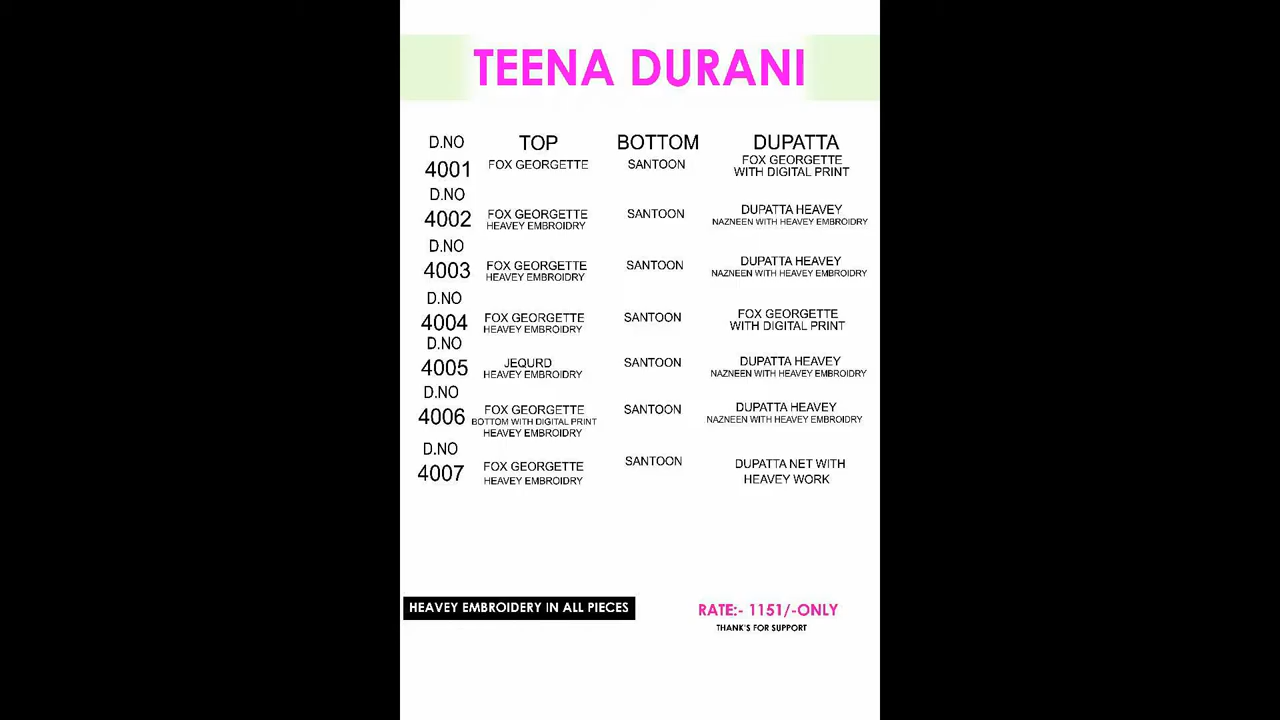 TEENA DURANI
D.NO TOP BOTTOM DUPATTA
4001 FOX GEORGETTE SANTOON FOX GEORGETTE
WITH DIGITAL PRINT
D.NO
4002 FOX GEORGETTE SANTOON DUPATTA HEAVEY
HEAVEY EMBROIDRY NAZNEEN WITH HEAVEY EMBROIDRY
D.NO
4003 FOX GEORGETTE SANTOON DUPATTA HEAVEY
HEAVEY EMBROIDRY NAZNEEN WITH HEAVEY EMBROIDRY
D.NO
4004 FOX GEORGETTE SANTOON FOX GEORGETTE
HEAVEY EMBROIDRY WITH DIGITAL PRINT
D.NO
4005 JEQURD SANTOON DUPATTA HEAVEY
HEAVEY EMBROIDRY NAZNEEN WITH HEAVEY EMBROIDRY
D.NO
4006 FOX GEORGETTE SANTOON DUPATTA HEAVEY
BOTTOM WITH DIGITAL PRINT NAZNEEN WITH HEAVEY EMBROIDRY
HEAVEY EMBROIDRY
D.NO
4007 FOX GEORGETTE SANTOON DUPATTA NET WITH
HEAVEY EMBROIDRY HEAVEY WORK
HEAVEY EMBROIDERY IN ALL PIECES
RATE:- 1151/-ONLY
THANK'S FOR SUPPORT